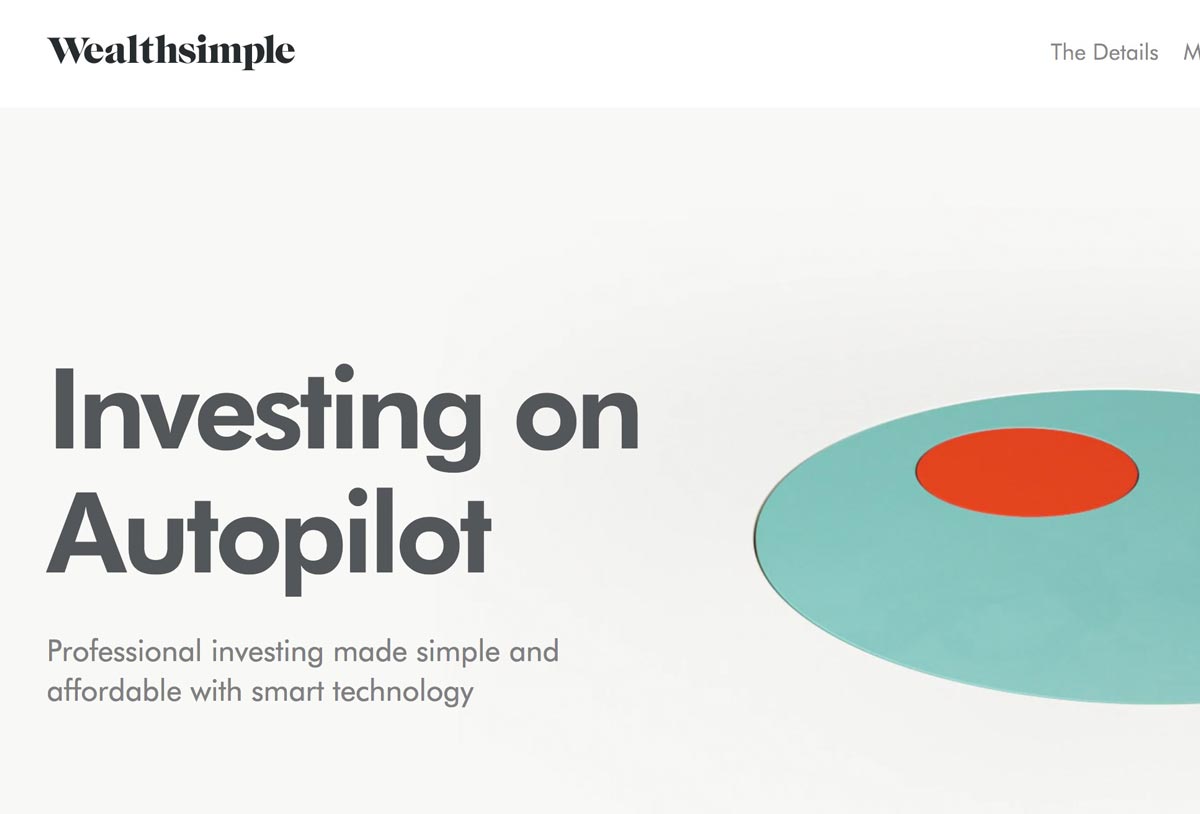 Wealthsimple
The Details
Investing on
Autopilot
Professional investing made simple and
affordable with smart technology